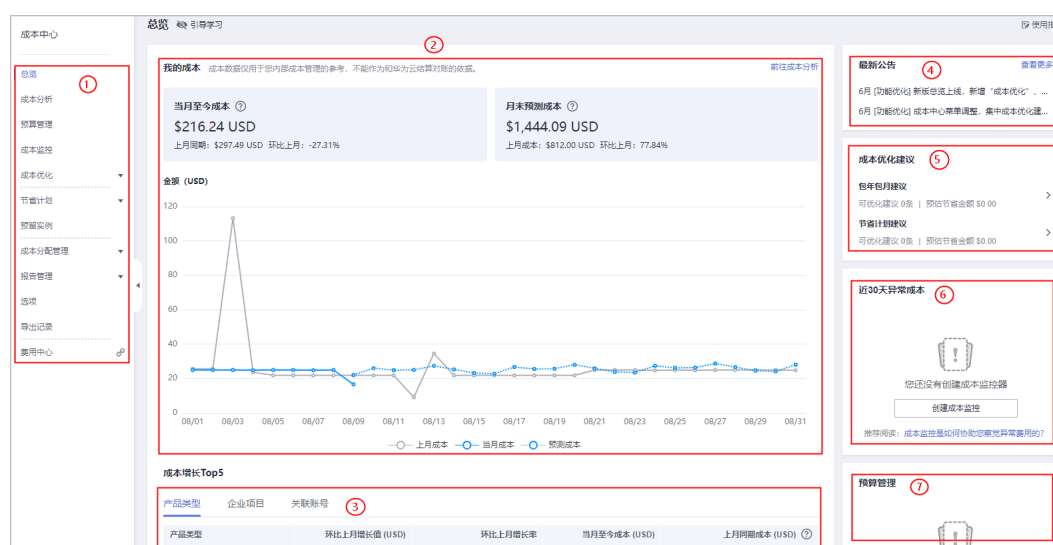 成本中心
总览
成本分析
预算管理
成本监控
成本优化
节省计划
预留实例
成本分配管理
报告管理
选项
导出记录
费用中心
①
总览 引导学习
②
我的成本 成本数据仅用于您内部成本管理的参考，不能作为和华为云结算对账的依据。 前往成本分析
当月至今成本
$216.24 USD
上月同期：$297.49 USD 环比上月：-27.31%
月末预测成本
$1,444.09 USD
上月成本：$812.00 USD 环比上月：77.84%
金额（USD）
120
100
80
60
40
20
0
08/01 08/03 08/05 08/07 08/09 08/11 08/13 08/15 08/17 08/19 08/21 08/23 08/25 08/27 08/29 08/31
上月成本 当月成本 预测成本
成本增长Top5
产品类型 企业项目 关联账号 ③
产品类型 环比上月增长值 (USD) 环比上月增长率 当月至今成本 (USD) 上月同期成本 (USD)
使用指
最新公告 ④ 查看更多
6月 [功能优化] 新版总览上线，新增“成本优化”、...
6月 [功能优化] 成本中心菜单调整，集中成本优化建...
成本优化建议 ⑤
包年包月建议
可优化建议 0条 | 预估节省金额 $0.00
节省计划建议
可优化建议 0条 | 预估节省金额 $0.00
近30天异常成本 ⑥
您还没有创建成本监控器
创建成本监控
推荐阅读：成本监控是如何协助您察觉异常费用的?
预算管理 ⑦